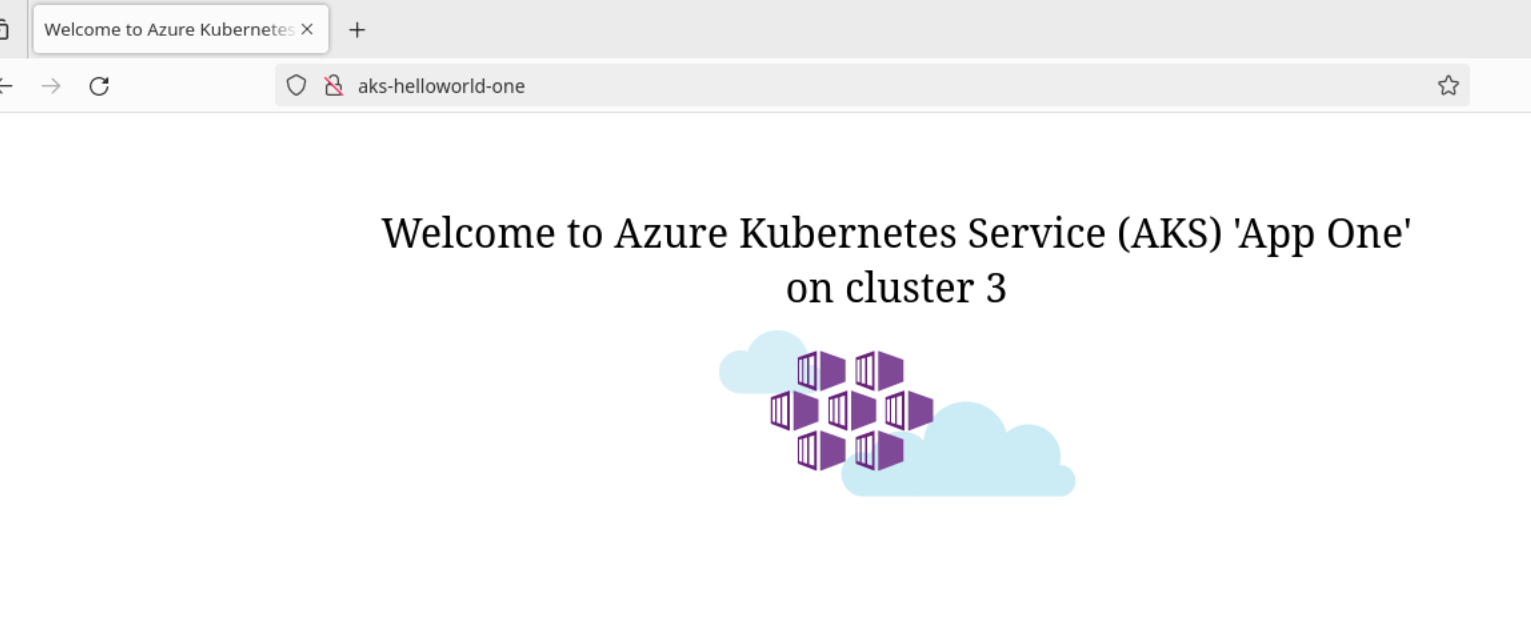 Welcome to Azure Kubernetes
aks-helloworld-one
Welcome to Azure Kubernetes Service (AKS) 'App One'
on cluster 3